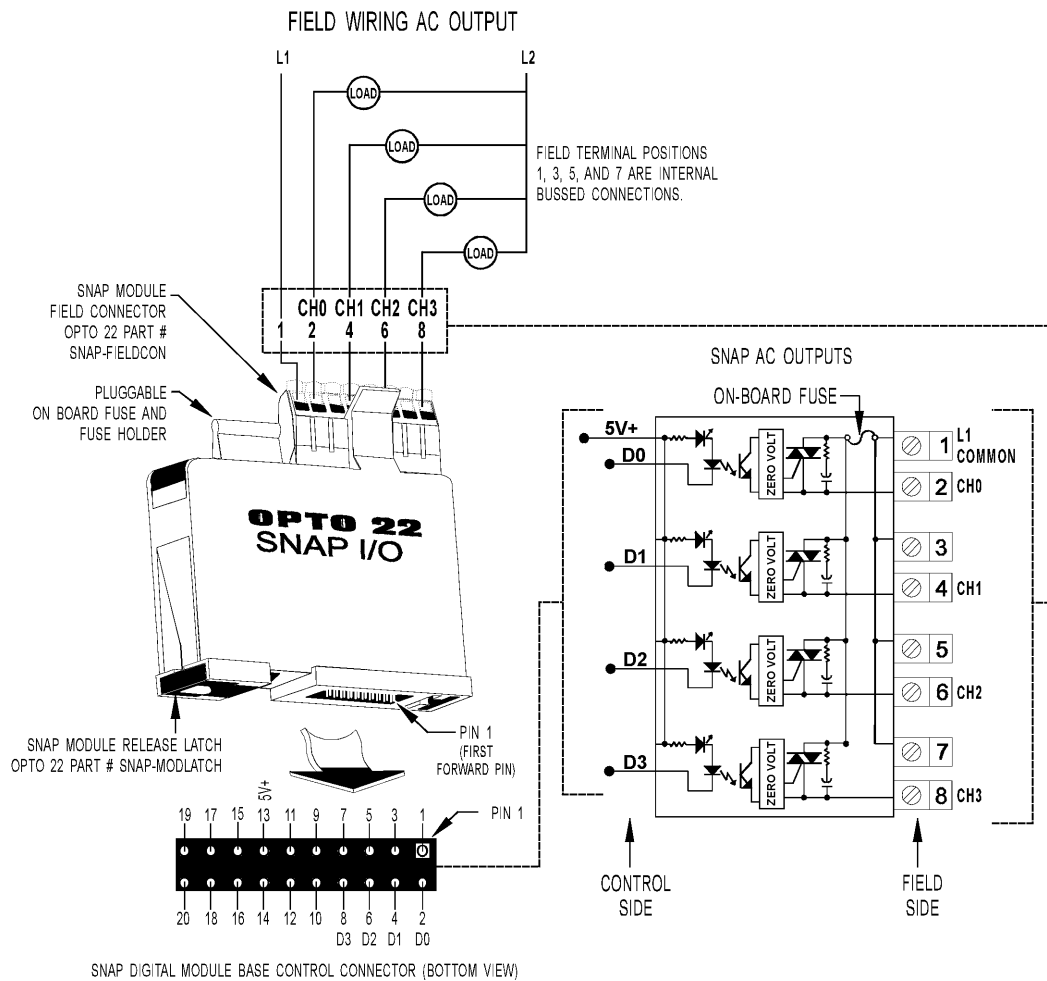 FIELD WIRING AC OUTPUT
L1
L2
LOAD
LOAD
LOAD
LOAD
FIELD TERMINAL POSITIONS
1, 3, 5, AND 7 ARE INTERNAL
BUSSED CONNECTIONS.
SNAP MODULE
FIELD CONNECTOR
OPTO 22 PART #
SNAP-FIELDCON
CH0 CH1 CH2 CH3
1 2 4 6 8
PLUGGABLE
ON BOARD FUSE AND
FUSE HOLDER
OPTO 22
SNAP I/O
SNAP MODULE RELEASE LATCH
OPTO 22 PART # SNAP-MODLATCH
PIN 1
(FIRST
FORWARD PIN)
5V+
19 17 15 13 11 9 7 5 3 1
PIN 1
20 18 16 14 12 10 8 6 4 2
D3 D2 D1 D0
SNAP DIGITAL MODULE BASE CONTROL CONNECTOR (BOTTOM VIEW)
SNAP AC OUTPUTS
ON-BOARD FUSE
5V+
D0
ZERO VOLT
1 L1
COMMON
2 CH0
D1
ZERO VOLT
3
4 CH1
D2
ZERO VOLT
5
6 CH2
D3
ZERO VOLT
7
8 CH3
CONTROL
SIDE
FIELD
SIDE